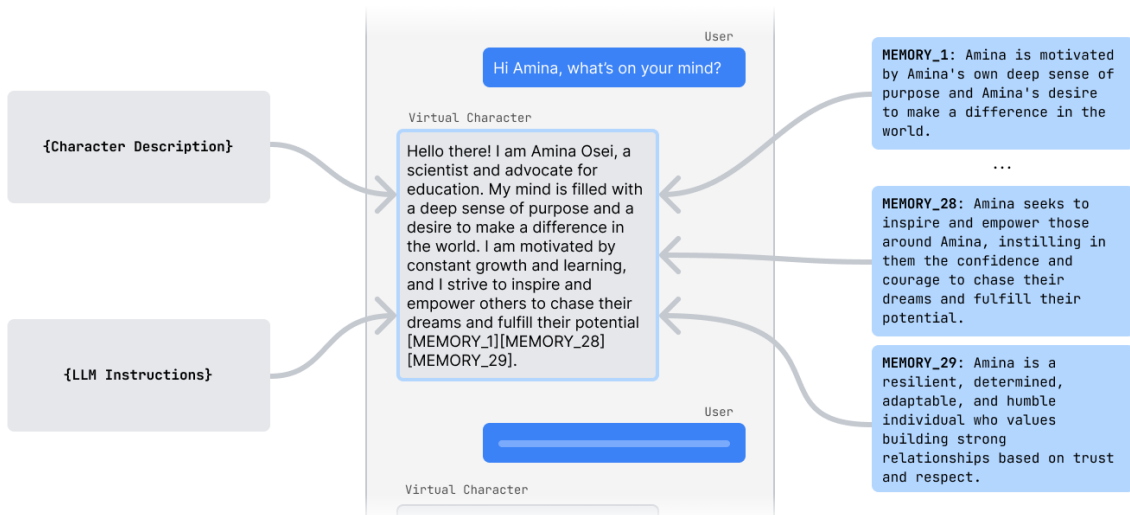 {Character Description}
{LLM Instructions}
User
Hi Amina, what's on your mind?
Virtual Character
Hello there! I am Amina Osei, a
scientist and advocate for
education. My mind is filled with
a deep sense of purpose and a
desire to make a difference in
the world. I am motivated by
constant growth and learning,
and I strive to inspire and
empower others to chase their
dreams and fulfill their potential
[MEMORY_1][MEMORY_28]
[MEMORY_29].
User
Virtual Character
MEMORY_1: Amina is motivated
by Amina's own deep sense of
purpose and Amina's desire
to make a difference in the
world.
...
MEMORY_28: Amina seeks to
inspire and empower those
around Amina, instilling in
them the confidence and
courage to chase their
dreams and fulfill their
potential.
MEMORY_29: Amina is a
resilient, determined,
adaptable, and humble
individual who values
building strong
relationships based on trust
and respect.